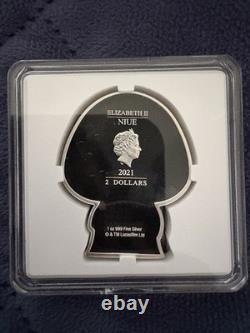 ELIZABETH II
NIUE
2021
2 DOLLARS
1 oz 999 Fine Silver
© & TM Lucasfilm Ltd